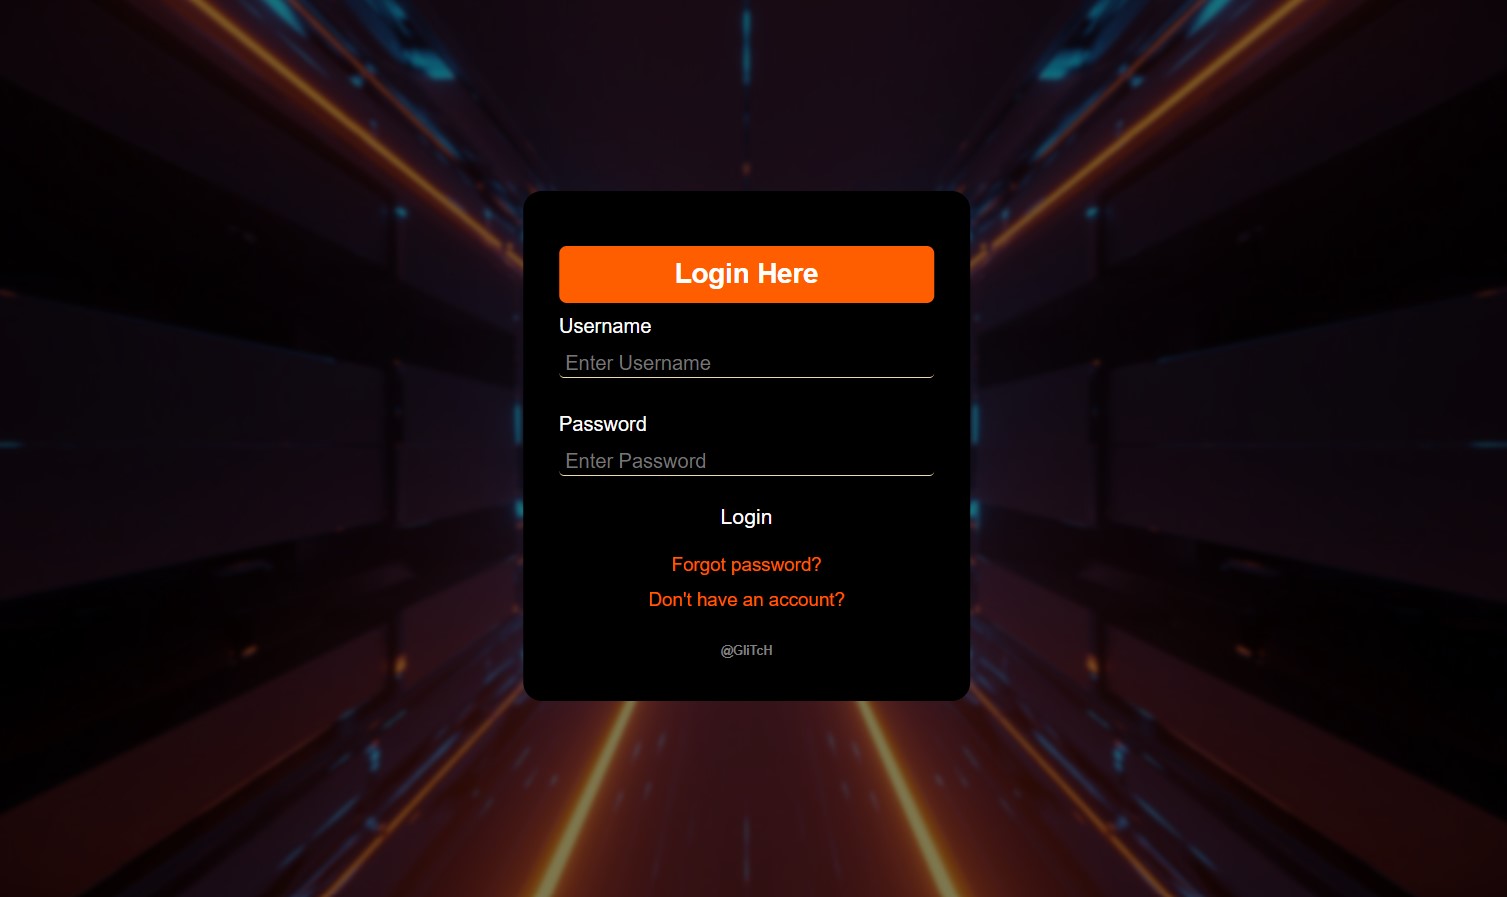 Login Here
Username
Enter Username
Password
Enter Password
Login
Forgot password?
Don't have an account?
@GliTcH